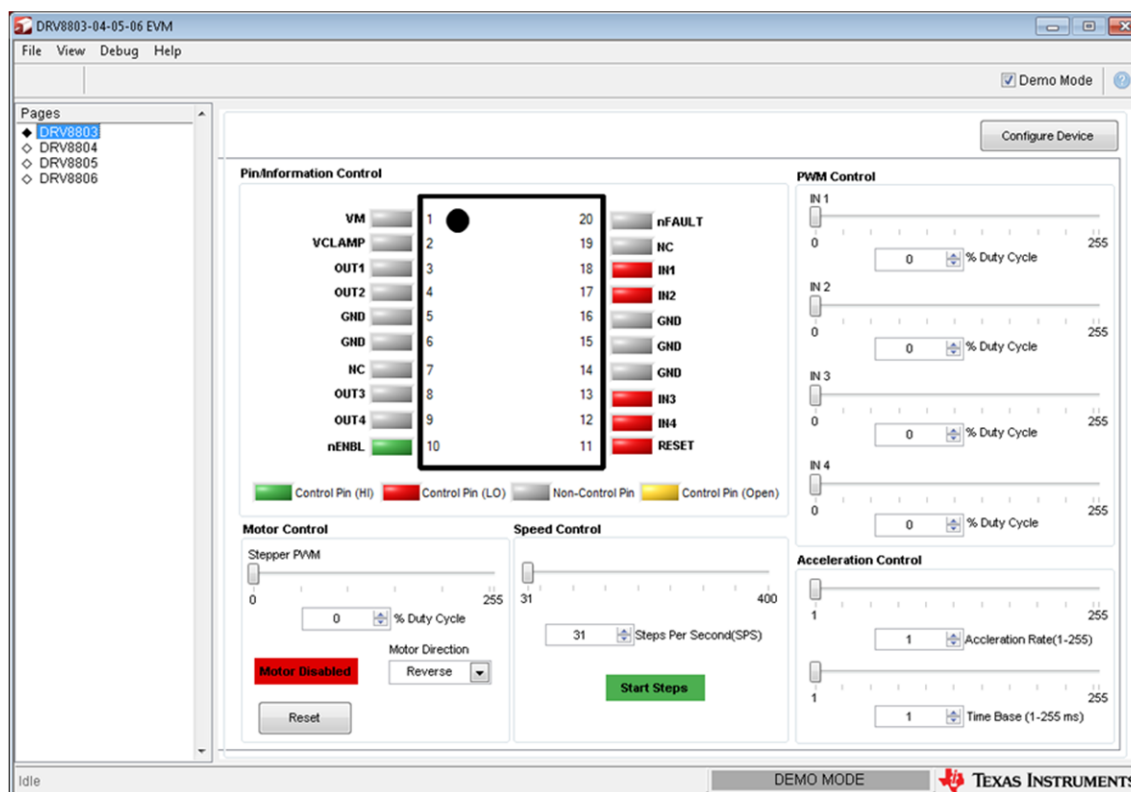 DRV8803-04-05-06 EVM
File View Debug Help
Demo Mode
Pages
DRV8803
DRV8804
DRV8805
DRV8806
Configure Device
Pin/Information Control
VM 1 20 nFAULT
VCLAMP 2 19 NC
OUT1 3 18 IN1
OUT2 4 17 IN2
GND 5 16 GND
GND 6 15 GND
NC 7 14 GND
OUT3 8 13 IN3
OUT4 9 12 IN4
nENBL 10 11 RESET
Control Pin (HI) Control Pin (LO) Non-Control Pin Control Pin (Open)
PWM Control
IN 1
0 255
0 % Duty Cycle
IN 2
0 255
0 % Duty Cycle
IN 3
0 255
0 % Duty Cycle
IN 4
0 255
0 % Duty Cycle
Motor Control
Stepper PWM
0 255
0 % Duty Cycle
Motor Direction
Motor Disabled Reverse
Reset
Speed Control
31 400
31 Steps Per Second(SPS)
Start Steps
Acceleration Control
1 255
1 Accleration Rate(1-255)
1 255
1 Time Base (1-255 ms)
Idle DEMO MODE TEXAS INSTRUMENTS